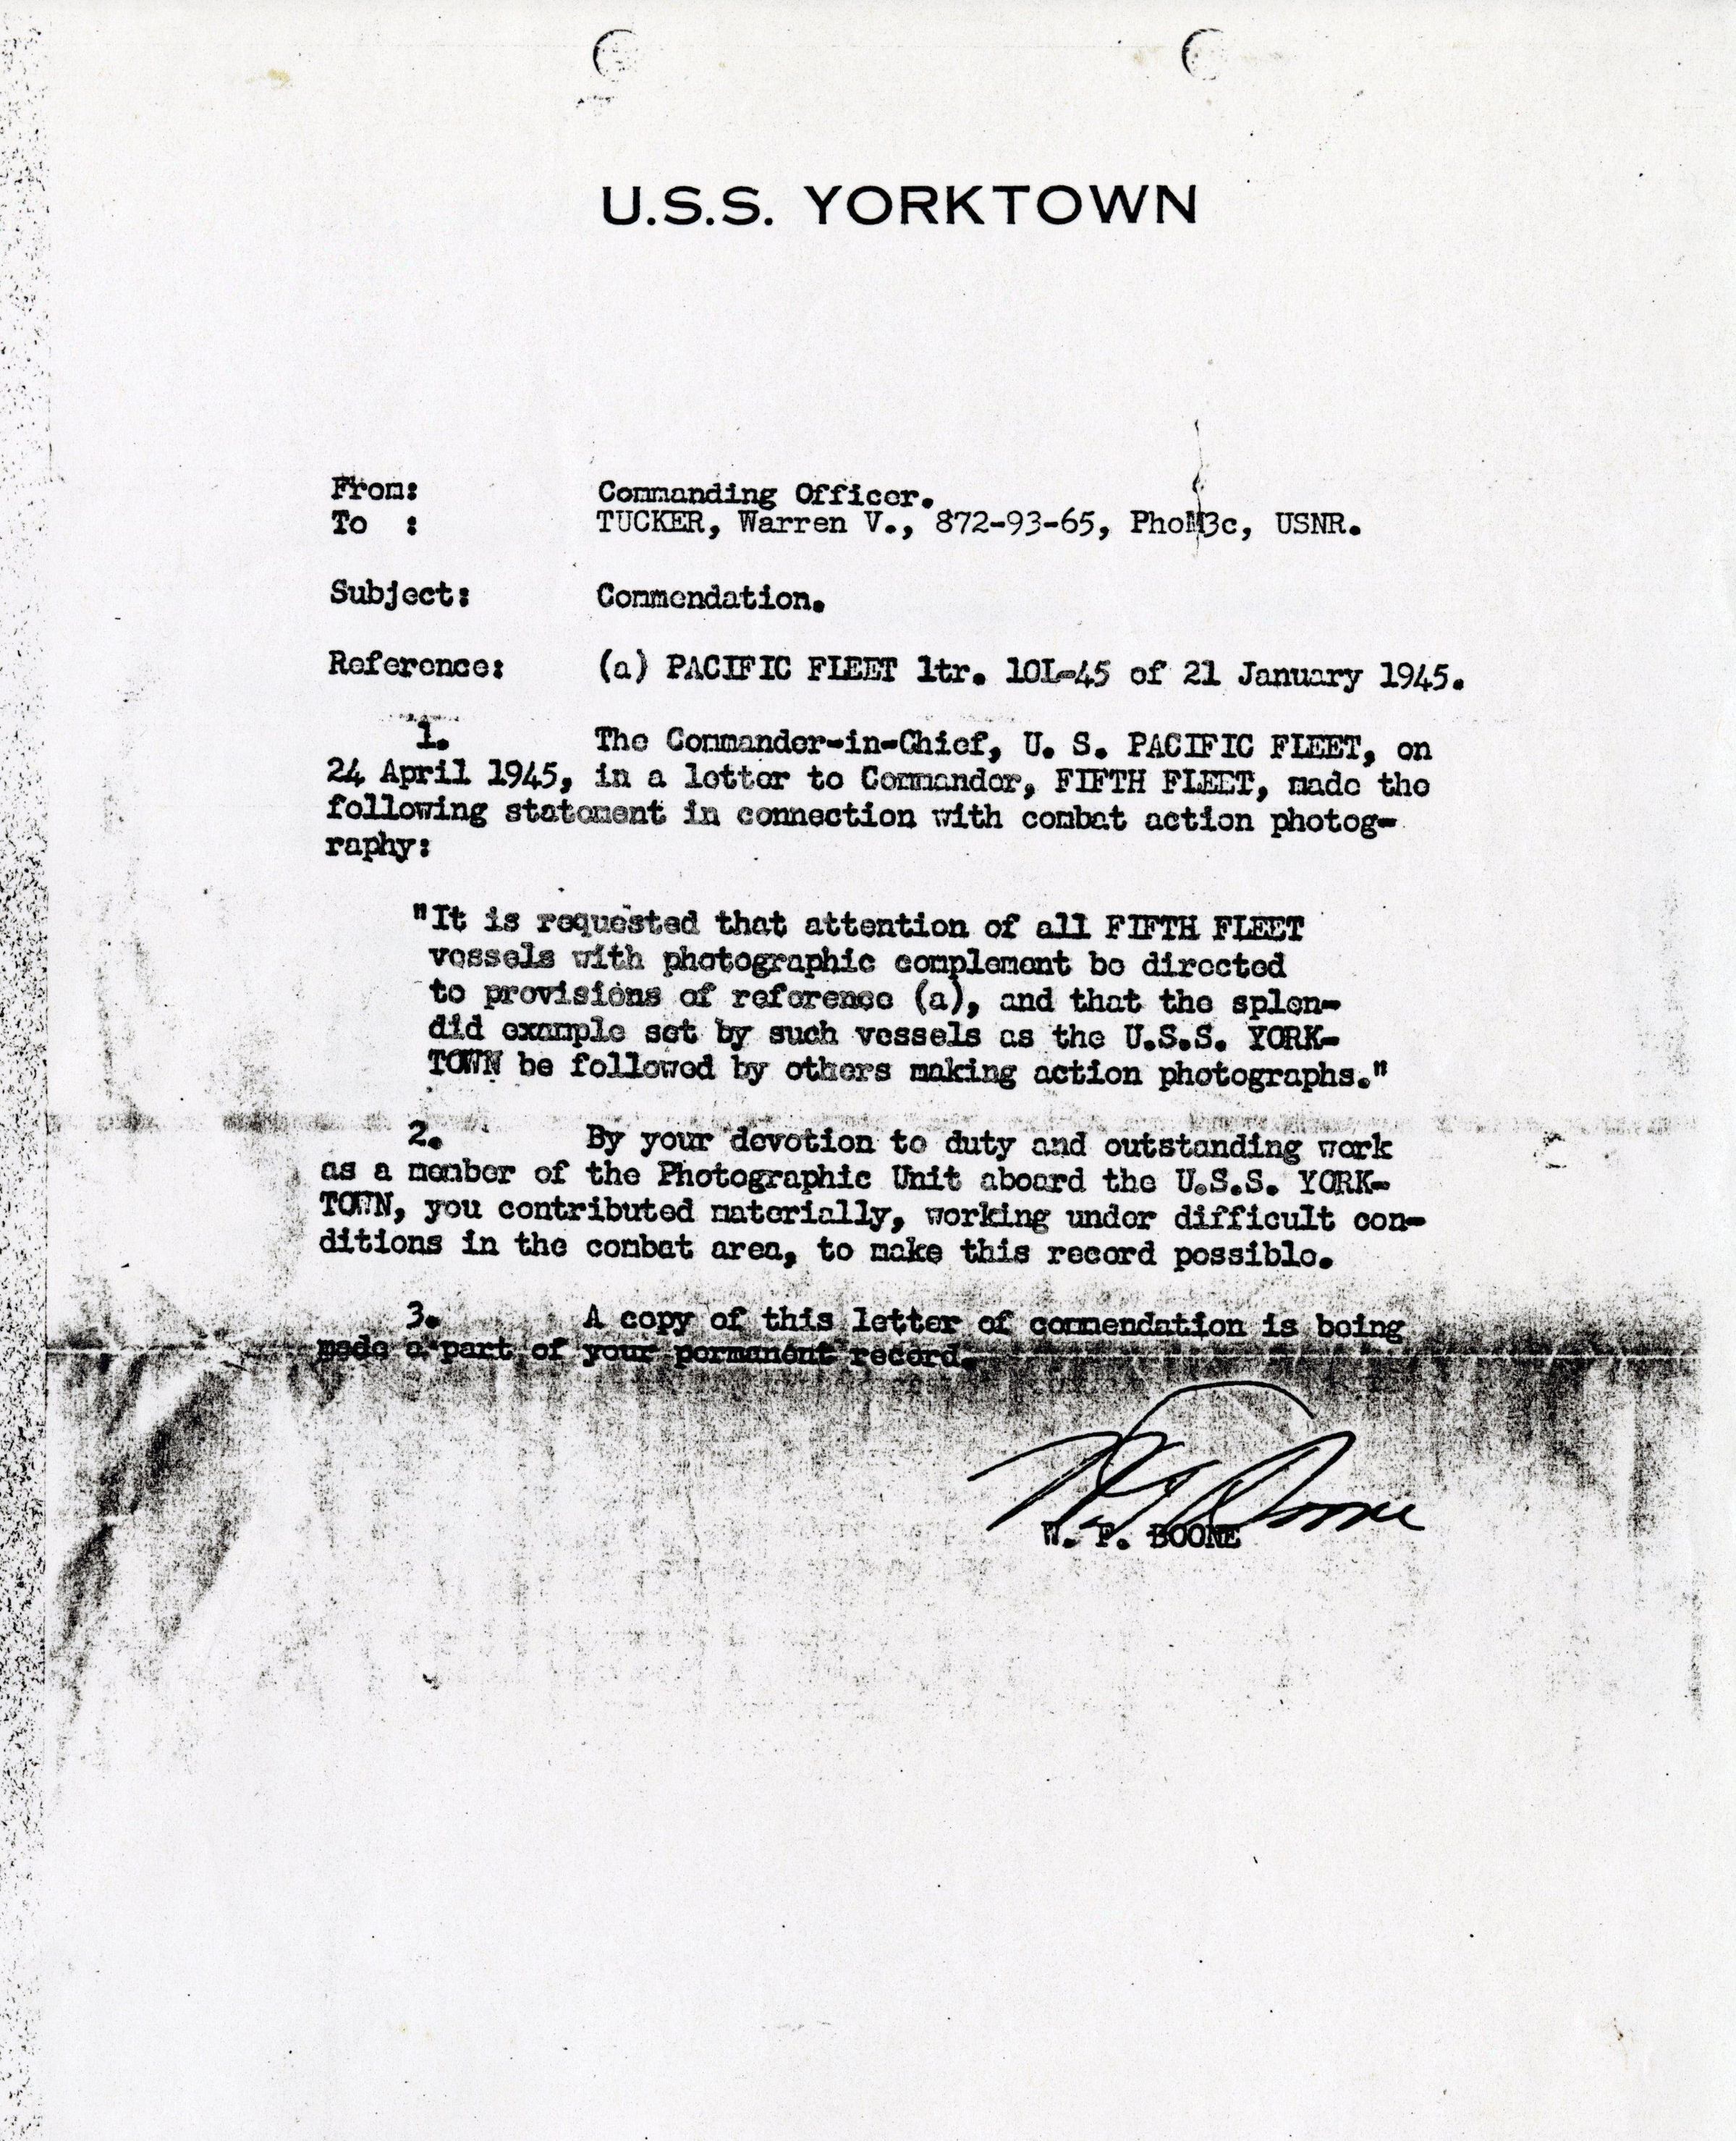 U.S.S. YORKTOWN
From: Commanding Officer.
To : TUCKER, Warren V., 872-93-65, PhoM3c, USNR.
Subject: Commendation.
Reference: (a) PACIFIC FLEET ltr. 10L-45 of 21 January 1945.
1. The Commander-in-Chief, U. S. PACIFIC FLEET, on
24 April 1945, in a letter to Commander, FIFTH FLEET, made the
following statement in connection with combat action photog-
raphy:
"It is requested that attention of all FIFTH FLEET
vessels with photographic complement be directed
to provisions of reference (a), and that the splen-
did example set by such vessels as the U.S.S. YORK-
TOWN be followed by others making action photographs."
2. By your devotion to duty and outstanding work
as a member of the Photographic Unit aboard the U.S.S. YORK-
TOWN, you contributed materially, working under difficult con-
ditions in the combat area, to make this record possible.
3. A copy of this letter of commendation is being
made a part of your permanent record.
W. F. Boone
W. F. BOONE